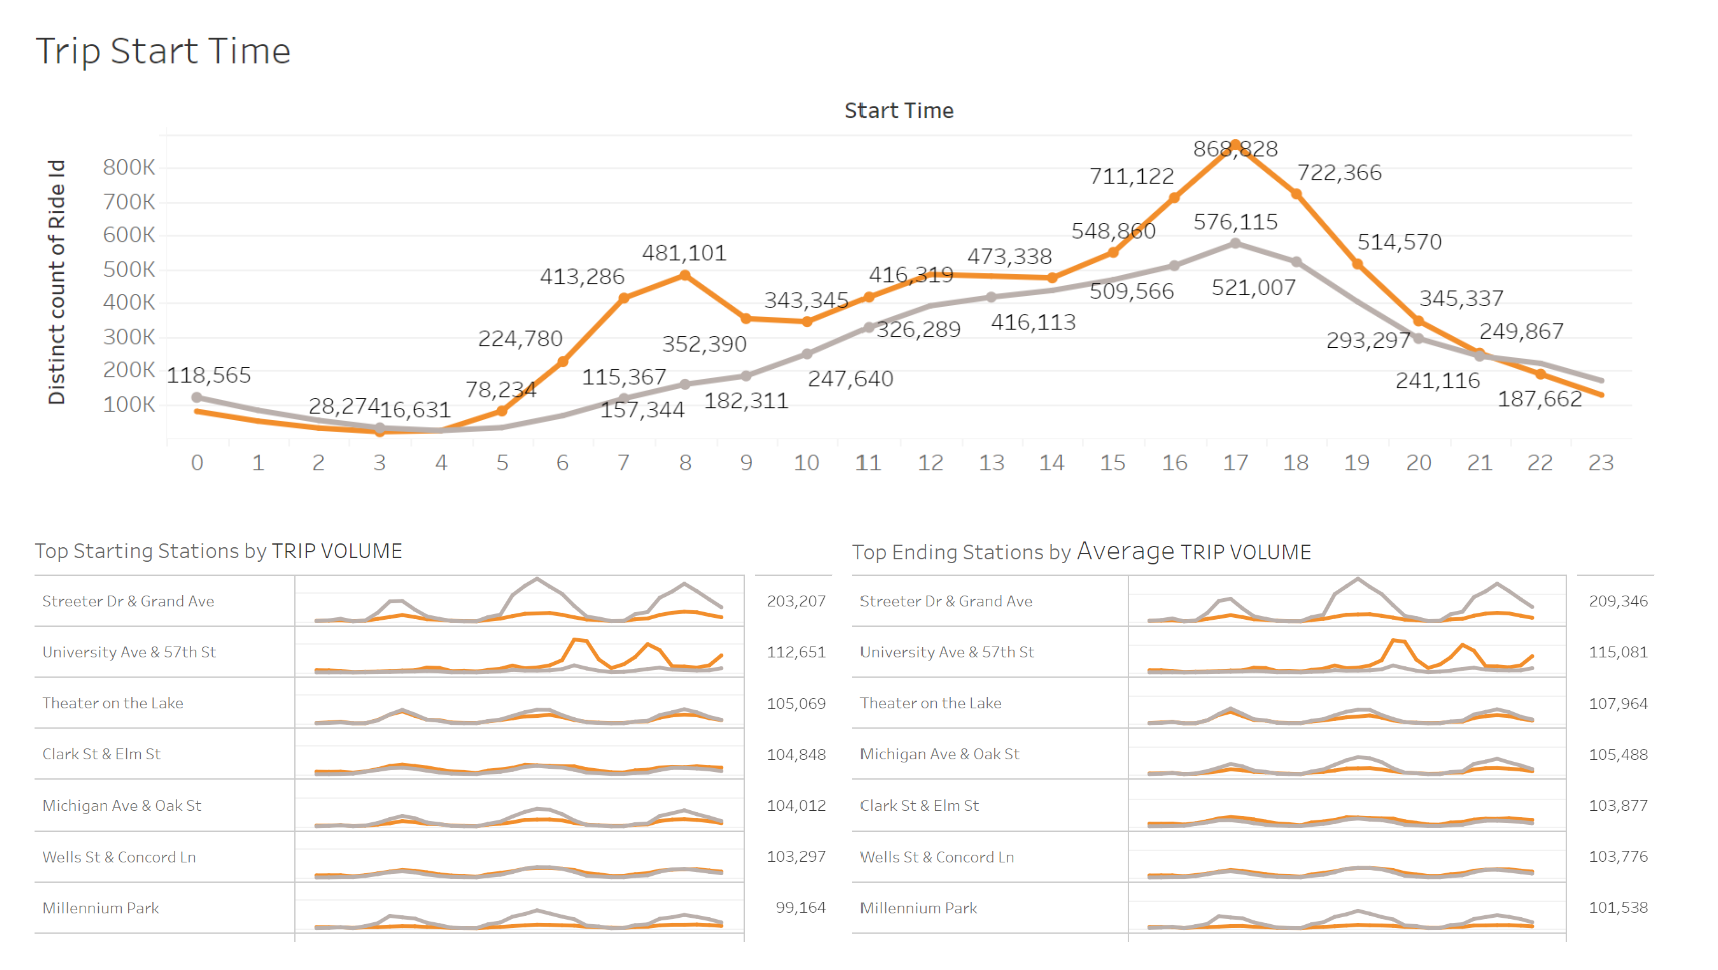 Trip Start Time
Start Time
Distinct count of Ride Id
800K
700K
600K
500K
400K
300K
200K
100K
868,828
711,122
722,366
548,860
576,115
481,101
473,338
514,570
413,286
416,319
509,566
521,007
343,345
345,337
224,780
352,390
326,289
416,113
293,297
249,867
118,565
78,234
115,367
247,640
241,116
28,274
16,631
157,344
182,311
187,662
0 1 2 3 4 5 6 7 8 9 10 11 12 13 14 15 16 17 18 19 20 21 22 23
Top Starting Stations by TRIP VOLUME
Streeter Dr & Grand Ave 203,207
University Ave & 57th St 112,651
Theater on the Lake 105,069
Clark St & Elm St 104,848
Michigan Ave & Oak St 104,012
Wells St & Concord Ln 103,297
Millennium Park 99,164
Top Ending Stations by Average TRIP VOLUME
Streeter Dr & Grand Ave 209,346
University Ave & 57th St 115,081
Theater on the Lake 107,964
Michigan Ave & Oak St 105,488
Clark St & Elm St 103,877
Wells St & Concord Ln 103,776
Millennium Park 101,538